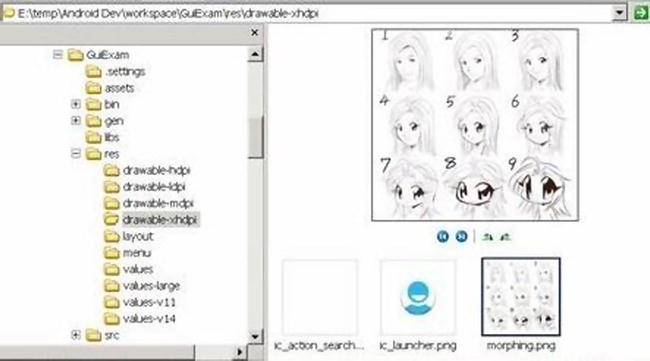 E:\temp\Android Dev\workspace\GuiExam\res\drawable-xhdpi
GuiExam
.settings
assets
bin
gen
libs
res
drawable-hdpi
drawable-ldpi
drawable-mdpi
drawable-xhdpi
layout
menu
values
values-large
values-v11
values-v14
src
1 2 3
4 5 6
7 8 9
ic_action_search... ic_launcher.png morphing.png